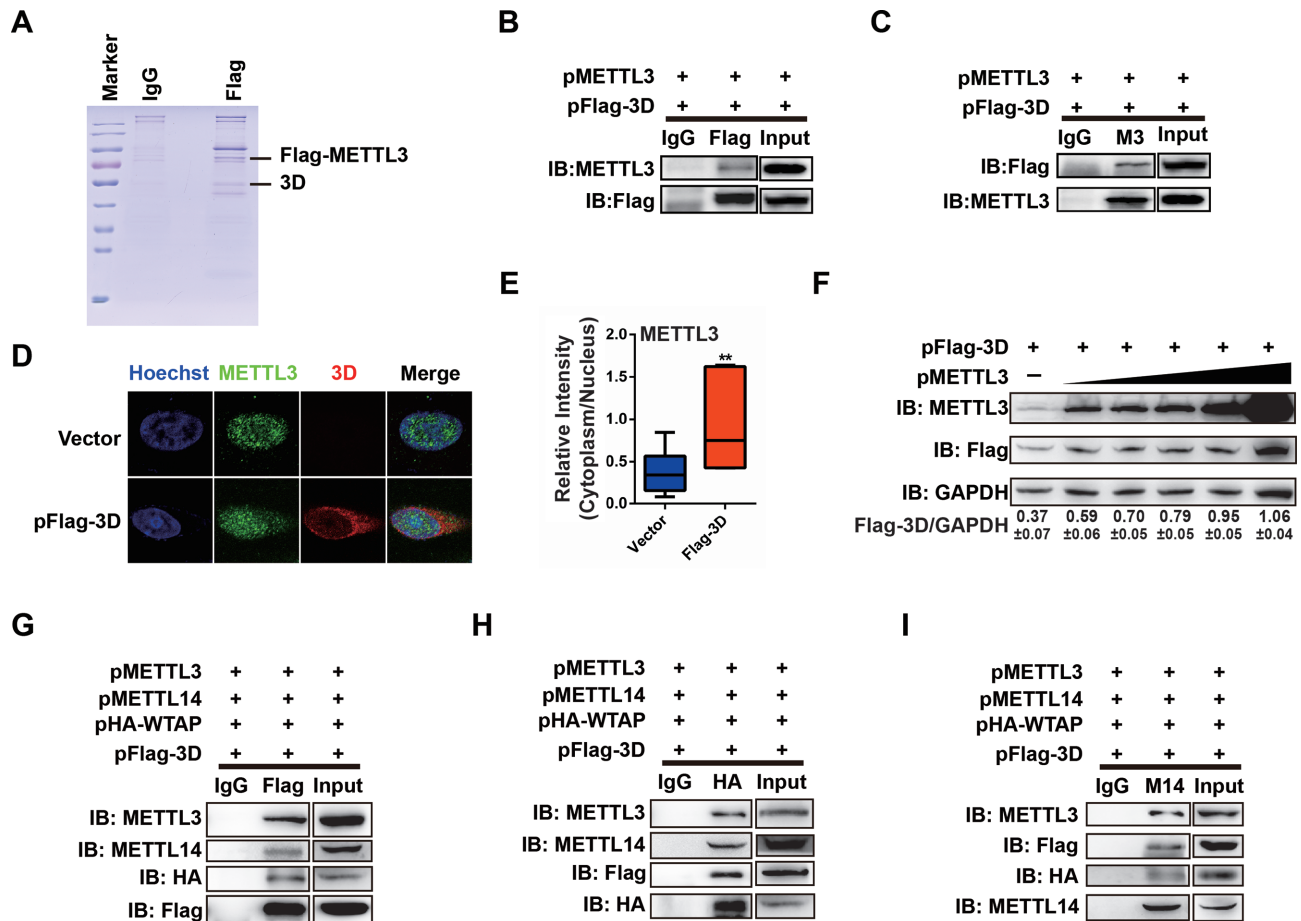 A
Marker
IgG
Flag
Flag-METTL3
3D
B
pMETTL3 + + +
pFlag-3D + + +
IgG Flag Input
IB:METTL3
IB:Flag
C
pMETTL3 + + +
pFlag-3D + + +
IgG M3 Input
IB:Flag
IB:METTL3
D
Hoechst METTL3 3D Merge
Vector
pFlag-3D
E
METTL3
Relative Intensity
(Cytoplasm/Nucleus)
2.0
1.5
1.0
0.5
0.0
**
Vector
Flag-3D
F
pFlag-3D + + + + + +
pMETTL3 –
IB: METTL3
IB: Flag
IB: GAPDH
Flag-3D/GAPDH
0.37 0.59 0.70 0.79 0.95 1.06
±0.07 ±0.06 ±0.05 ±0.05 ±0.05 ±0.04
G
pMETTL3 + + +
pMETTL14 + + +
pHA-WTAP + + +
pFlag-3D + + +
IgG Flag Input
IB: METTL3
IB: METTL14
IB: HA
IB: Flag
H
pMETTL3 + + +
pMETTL14 + + +
pHA-WTAP + + +
pFlag-3D + + +
IgG HA Input
IB: METTL3
IB: METTL14
IB: Flag
IB: HA
I
pMETTL3 + + +
pMETTL14 + + +
pHA-WTAP + + +
pFlag-3D + + +
IgG M14 Input
IB: METTL3
IB: Flag
IB: HA
IB: METTL14